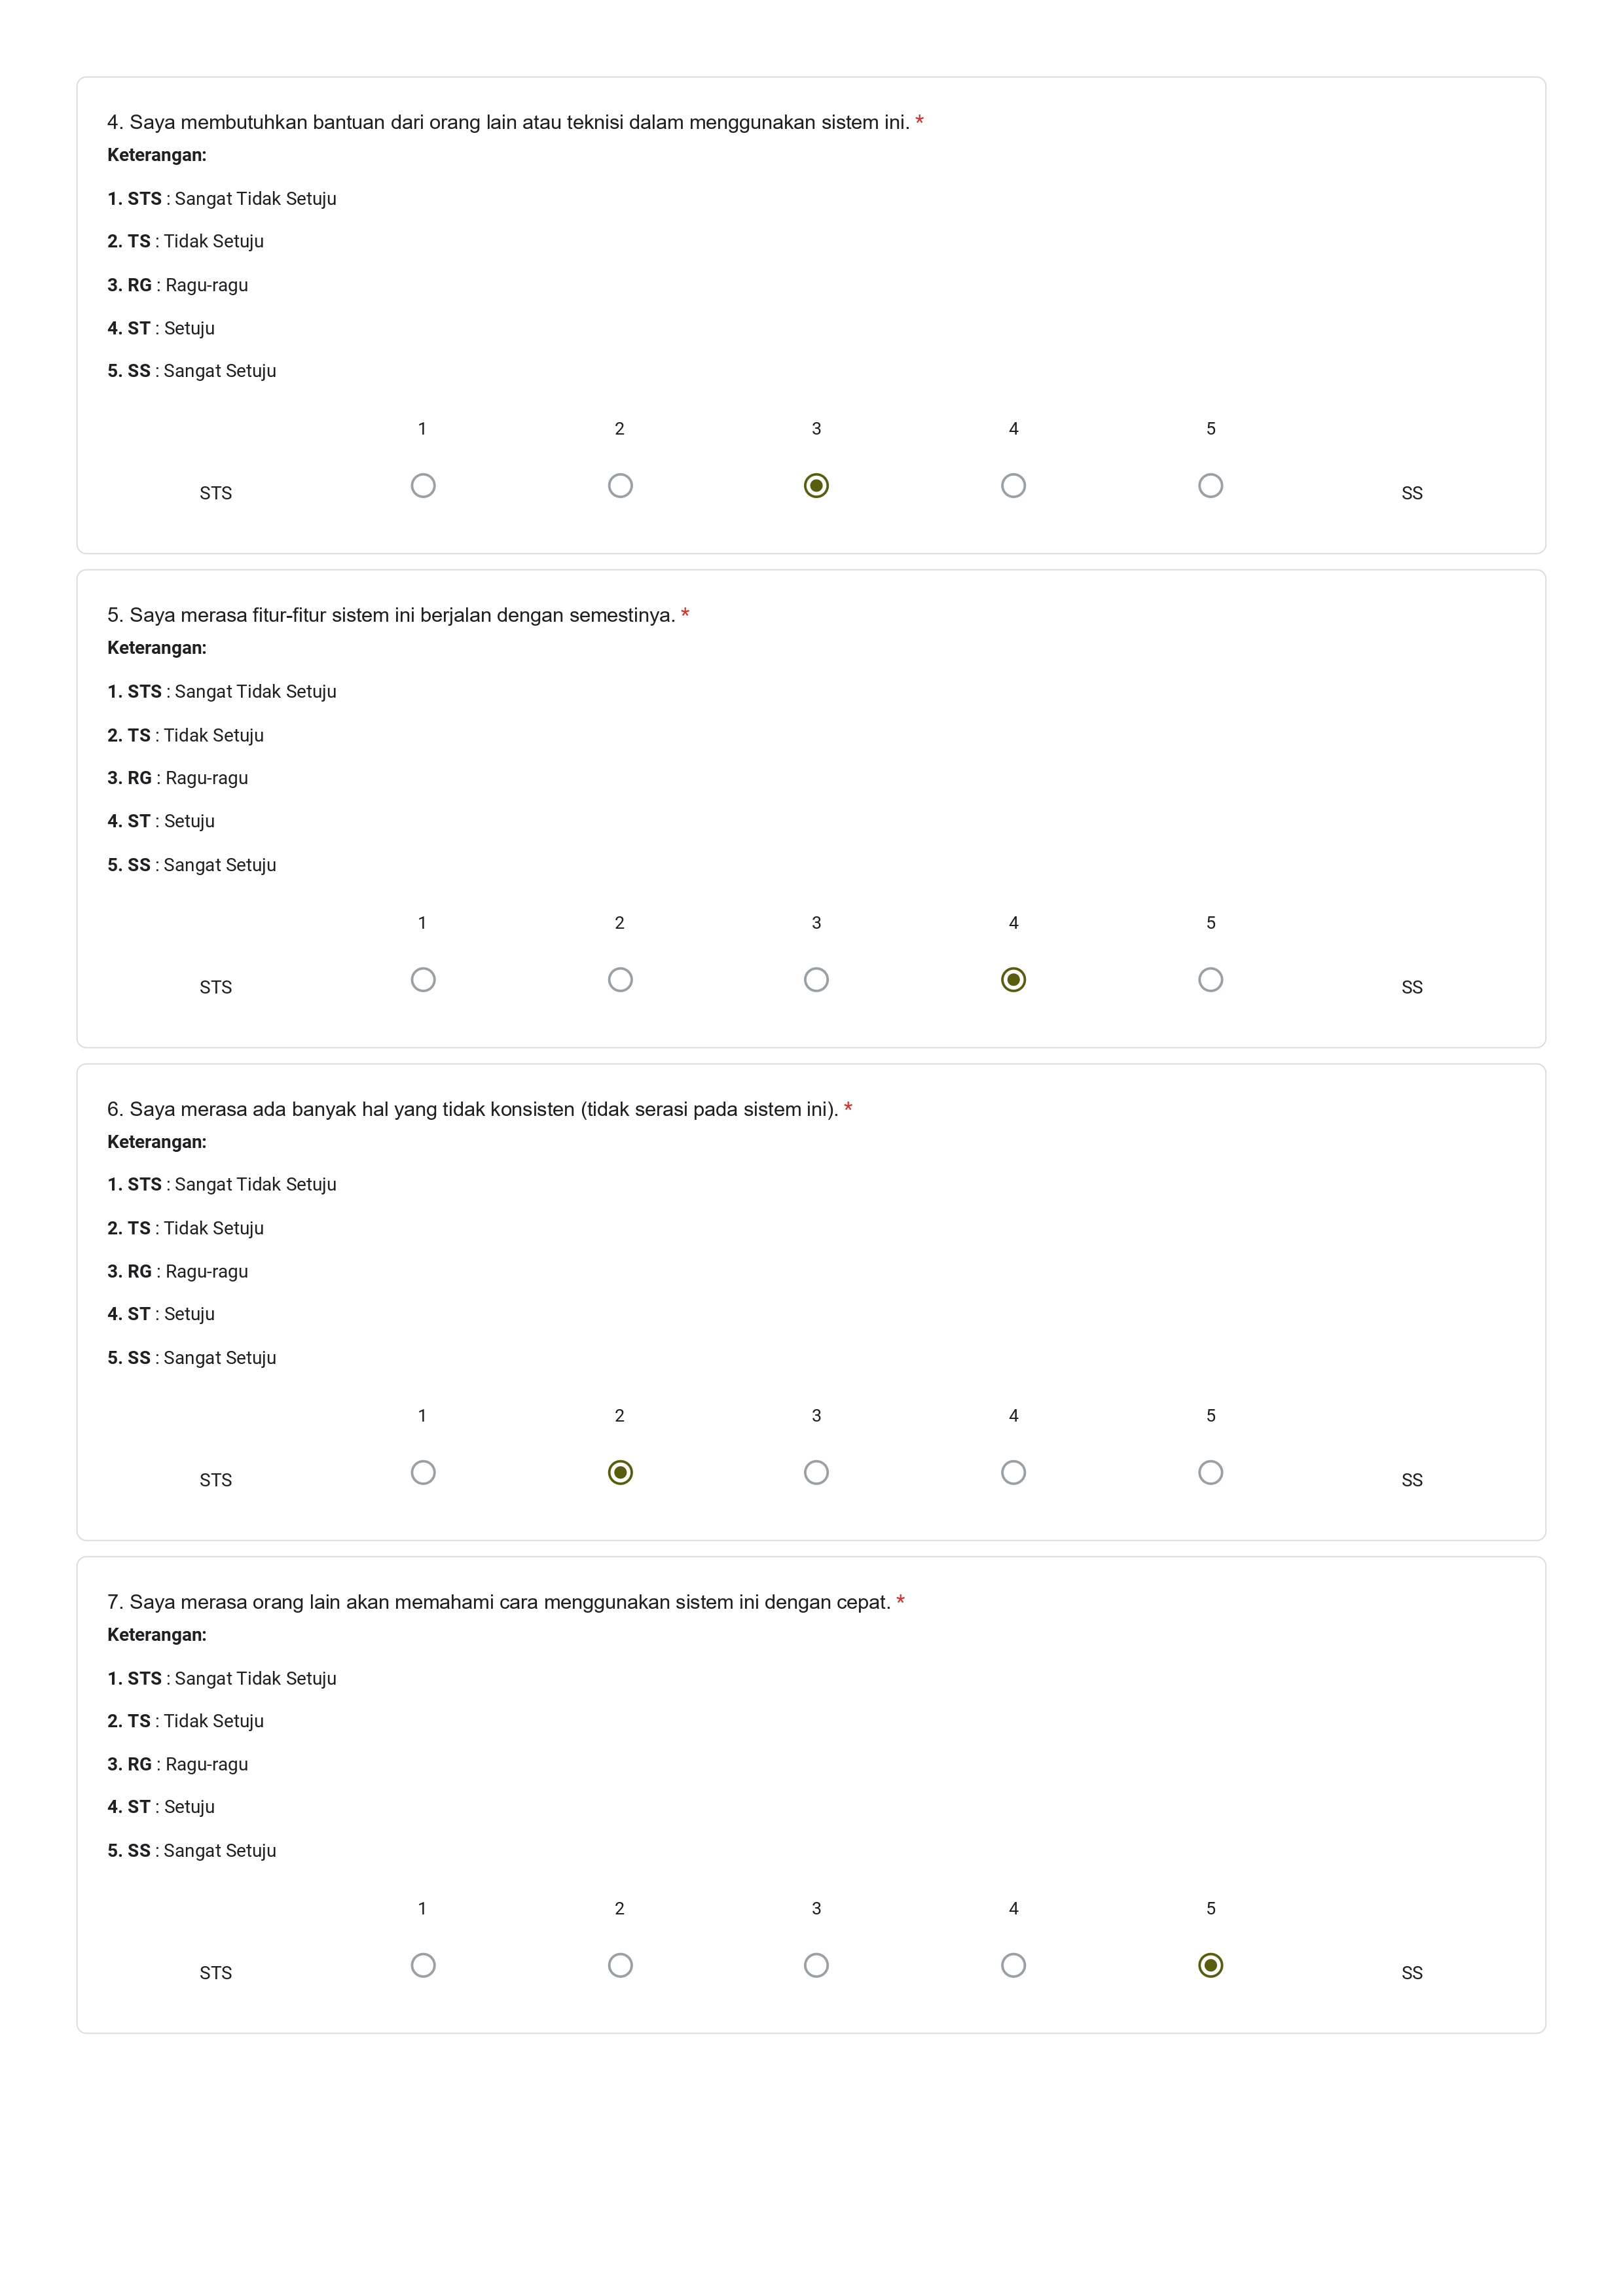 4. Saya membutuhkan bantuan dari orang lain atau teknisi dalam menggunakan sistem ini. *
Keterangan:
1. STS : Sangat Tidak Setuju
2. TS : Tidak Setuju
3. RG : Ragu-ragu
4. ST : Setuju
5. SS : Sangat Setuju
1 2 3 4 5
STS SS
5. Saya merasa fitur-fitur sistem ini berjalan dengan semestinya. *
Keterangan:
1. STS : Sangat Tidak Setuju
2. TS : Tidak Setuju
3. RG : Ragu-ragu
4. ST : Setuju
5. SS : Sangat Setuju
1 2 3 4 5
STS SS
6. Saya merasa ada banyak hal yang tidak konsisten (tidak serasi pada sistem ini). *
Keterangan:
1. STS : Sangat Tidak Setuju
2. TS : Tidak Setuju
3. RG : Ragu-ragu
4. ST : Setuju
5. SS : Sangat Setuju
1 2 3 4 5
STS SS
7. Saya merasa orang lain akan memahami cara menggunakan sistem ini dengan cepat. *
Keterangan:
1. STS : Sangat Tidak Setuju
2. TS : Tidak Setuju
3. RG : Ragu-ragu
4. ST : Setuju
5. SS : Sangat Setuju
1 2 3 4 5
STS SS